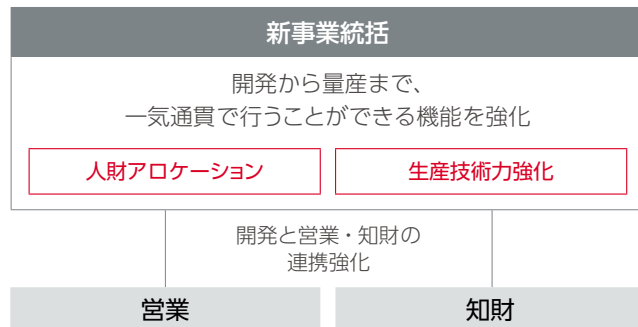 新事業統括
開発から量産まで、
一気通貫で行うことができる機能を強化
人財アロケーション
生産技術力強化
開発と営業・知財の
連携強化
営業
知財